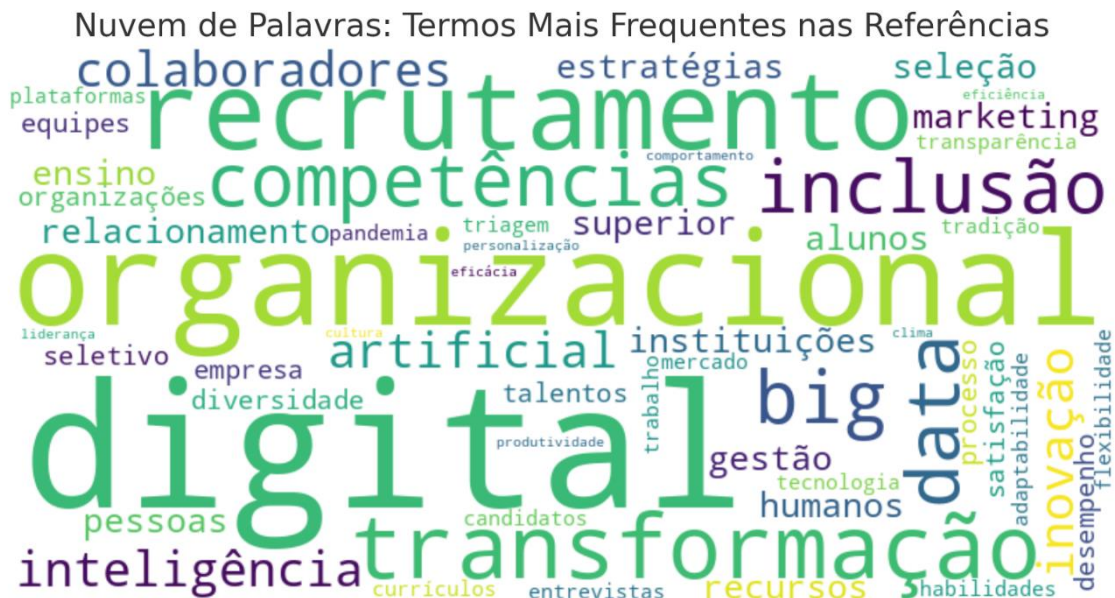 Nuvem de Palavras: Termos Mais Frequentes nas Referências
colaboradores
estratégias
seleção
plataformas
recrutamento
eficiência
equipes
marketing
transparência
comportamento
ensino
competências
inclusão
organizações
relacionamento
pandemia
triagem
superior
tradição
personalização
alunos
organizacional
eficácia
liderança
cultura
artificial
instituições
clima
seletivo
empresa
mercado
trabalho
diversidade
talentos
big
data
processo
satisfação
adaptabilidade
inovação
flexibilidade
digital
produtividade
gestão
tecnologia
humanos
desempenho
pessoas
candidatos
transformação
inteligência
currículos
entrevistas
recursos
habilidades